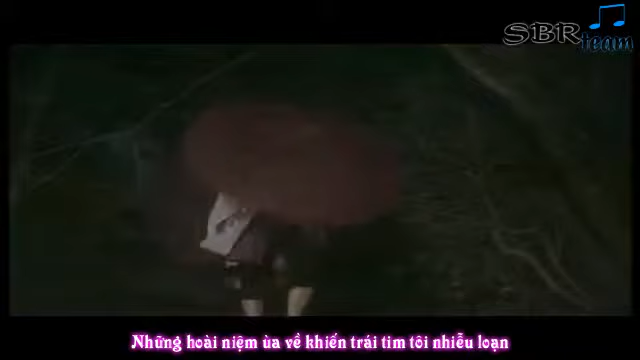 SBR
team
Những hoài niệm ùa về khiến trái tim tôi nhiễu loạn